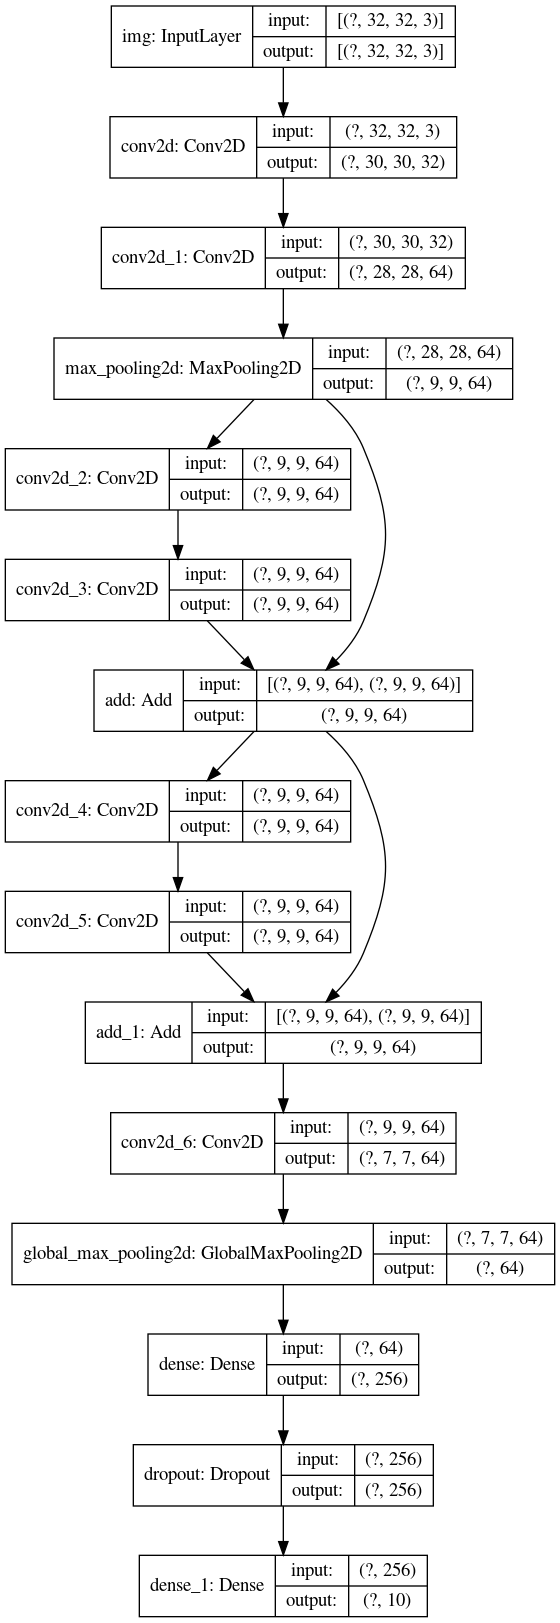 img: InputLayer
input: [(?, 32, 32, 3)]
output: [(?, 32, 32, 3)]
conv2d: Conv2D
input: (?, 32, 32, 3)
output: (?, 30, 30, 32)
conv2d_1: Conv2D
input: (?, 30, 30, 32)
output: (?, 28, 28, 64)
max_pooling2d: MaxPooling2D
input: (?, 28, 28, 64)
output: (?, 9, 9, 64)
conv2d_2: Conv2D
input: (?, 9, 9, 64)
output: (?, 9, 9, 64)
conv2d_3: Conv2D
input: (?, 9, 9, 64)
output: (?, 9, 9, 64)
add: Add
input: [(?, 9, 9, 64), (?, 9, 9, 64)]
output: (?, 9, 9, 64)
conv2d_4: Conv2D
input: (?, 9, 9, 64)
output: (?, 9, 9, 64)
conv2d_5: Conv2D
input: (?, 9, 9, 64)
output: (?, 9, 9, 64)
add_1: Add
input: [(?, 9, 9, 64), (?, 9, 9, 64)]
output: (?, 9, 9, 64)
conv2d_6: Conv2D
input: (?, 9, 9, 64)
output: (?, 7, 7, 64)
global_max_pooling2d: GlobalMaxPooling2D
input: (?, 7, 7, 64)
output: (?, 64)
dense: Dense
input: (?, 64)
output: (?, 256)
dropout: Dropout
input: (?, 256)
output: (?, 256)
dense_1: Dense
input: (?, 256)
output: (?, 10)